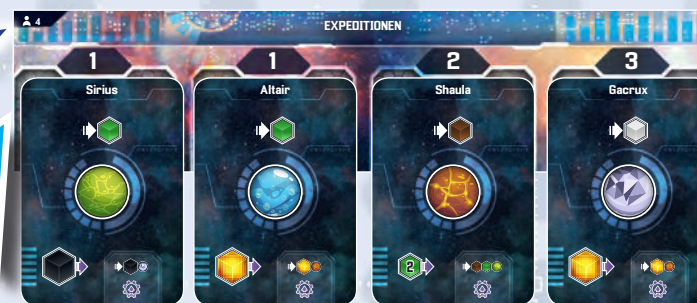 4
EXPEDITIONEN
1
1
2
3
Sirius
Altair
Shaula
Gacrux
2